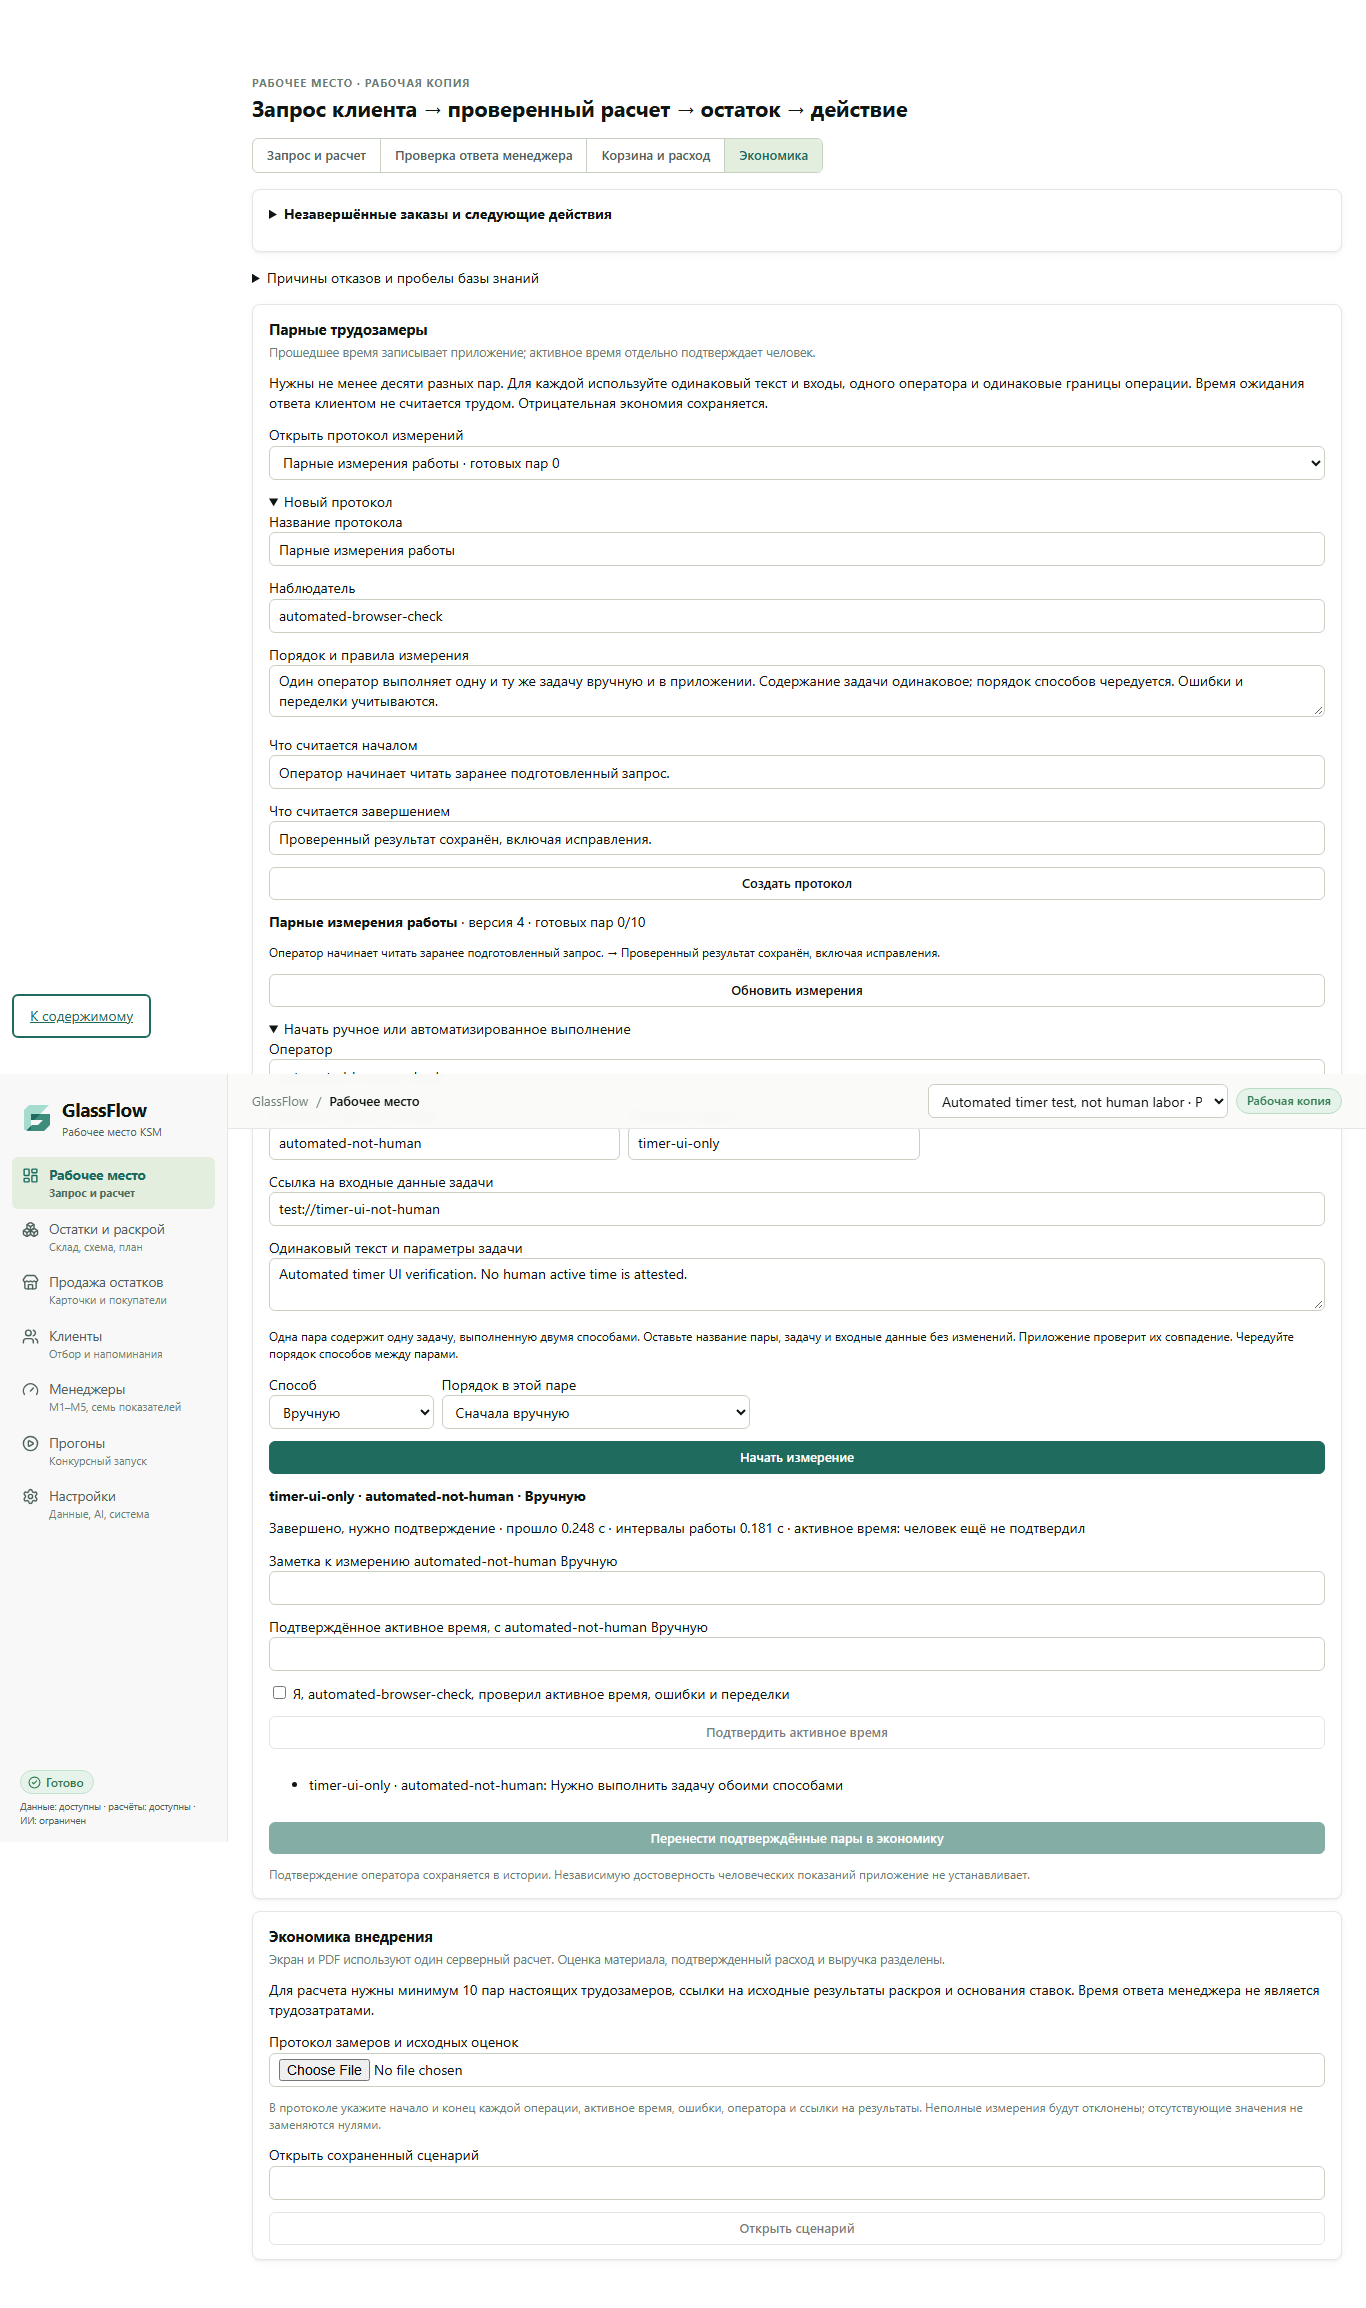 РАБОЧЕЕ МЕСТО · РАБОЧАЯ КОПИЯ
Запрос клиента → проверенный расчет → остаток → действие
Запрос и расчет
Проверка ответа менеджера
Корзина и расход
Экономика
Незавершённые заказы и следующие действия
Причины отказов и пробелы базы знаний
Парные трудозамеры
Прошедшее время записывает приложение; активное время отдельно подтверждает человек.
Нужны не менее десяти разных пар. Для каждой используйте одинаковый текст и входы, одного оператора и одинаковые границы операции. Время ожидания
ответа клиентом не считается трудом. Отрицательная экономия сохраняется.
Открыть протокол измерений
Парные измерения работы · готовых пар 0
Новый протокол
Название протокола
Парные измерения работы
Наблюдатель
automated-browser-check
Порядок и правила измерения
Один оператор выполняет одну и ту же задачу вручную и в приложении. Содержание задачи одинаковое; порядок способов чередуется. Ошибки и
переделки учитываются.
Что считается началом
Оператор начинает читать заранее подготовленный запрос.
Что считается завершением
Проверенный результат сохранён, включая исправления.
Создать протокол
Парные измерения работы · версия 4 · готовых пар 0/10
Оператор начинает читать заранее подготовленный запрос. → Проверенный результат сохранён, включая исправления.
Обновить измерения
К содержимому
Начать ручное или автоматизированное выполнение
Оператор
GlassFlow
Рабочее место KSM
GlassFlow / Рабочее место
Automated timer test, not human labor · P
Рабочая копия
Рабочее место
Запрос и расчет
Остатки и раскрой
Склад, схема, план
Продажа остатков
Карточки и покупатели
Клиенты
Отбор и напоминания
Менеджеры
М1–М5, семь показателей
Прогоны
Конкурсный запуск
Настройки
Данные, AI, система
Готово
Данные: доступны · расчёты: доступны ·
ИИ: ограничен
automated-not-human
timer-ui-only
Ссылка на входные данные задачи
test://timer-ui-not-human
Одинаковый текст и параметры задачи
Automated timer UI verification. No human active time is attested.
Одна пара содержит одну задачу, выполненную двумя способами. Оставьте название пары, задачу и входные данные без изменений. Приложение проверит их совпадение. Чередуйте
порядок способов между парами.
Способ
Порядок в этой паре
Вручную
Сначала вручную
Начать измерение
timer-ui-only · automated-not-human · Вручную
Завершено, нужно подтверждение · прошло 0.248 с · интервалы работы 0.181 с · активное время: человек ещё не подтвердил
Заметка к измерению automated-not-human Вручную
Подтверждённое активное время, с automated-not-human Вручную
Я, automated-browser-check, проверил активное время, ошибки и переделки
Подтвердить активное время
timer-ui-only · automated-not-human: Нужно выполнить задачу обоими способами
Перенести подтверждённые пары в экономику
Подтверждение оператора сохраняется в истории. Независимую достоверность человеческих показаний приложение не устанавливает.
Экономика внедрения
Экран и PDF используют один серверный расчет. Оценка материала, подтвержденный расход и выручка разделены.
Для расчета нужны минимум 10 пар настоящих трудозамеров, ссылки на исходные результаты раскроя и основания ставок. Время ответа менеджера не является
трудозатратами.
Протокол замеров и исходных оценок
Choose File No file chosen
В протоколе укажите начало и конец каждой операции, активное время, ошибки, оператора и ссылки на результаты. Неполные измерения будут отклонены; отсутствующие значения не
заменяются нулями.
Открыть сохраненный сценарий
Открыть сценарий